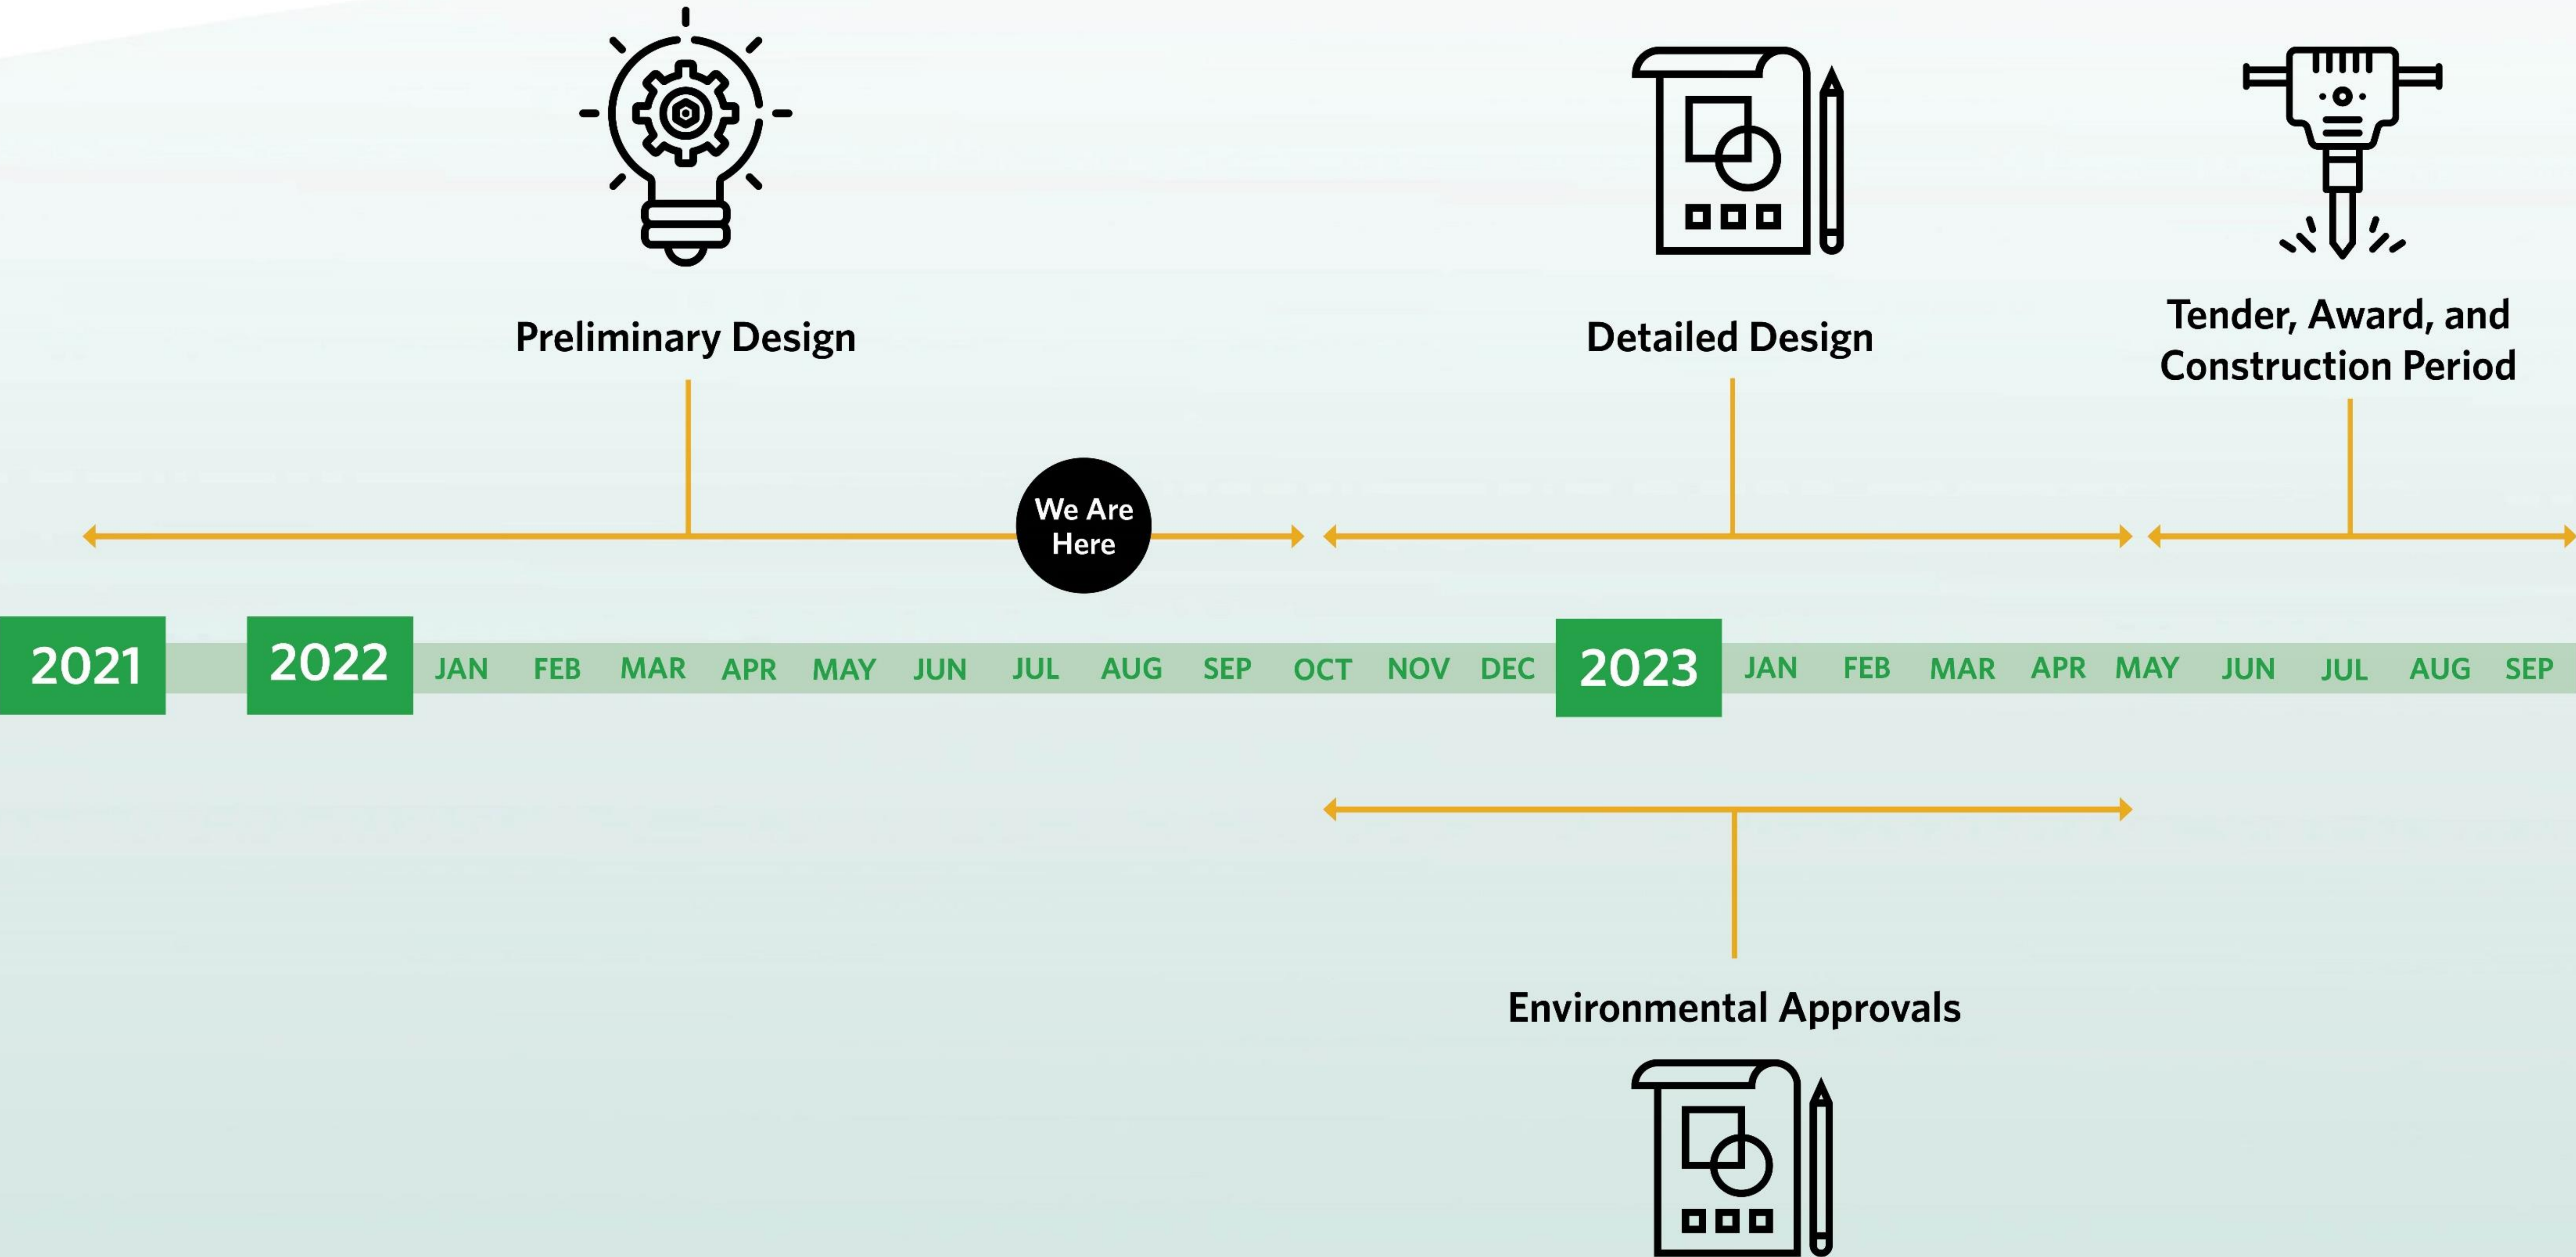 Preliminary Design
Detailed Design
Tender, Award, and
Construction Period
We Are
Here
2021 2022 JAN FEB MAR APR MAY JUN JUL AUG SEP OCT NOV DEC 2023 JAN FEB MAR APR MAY JUN JUL AUG SEP
Environmental Approvals